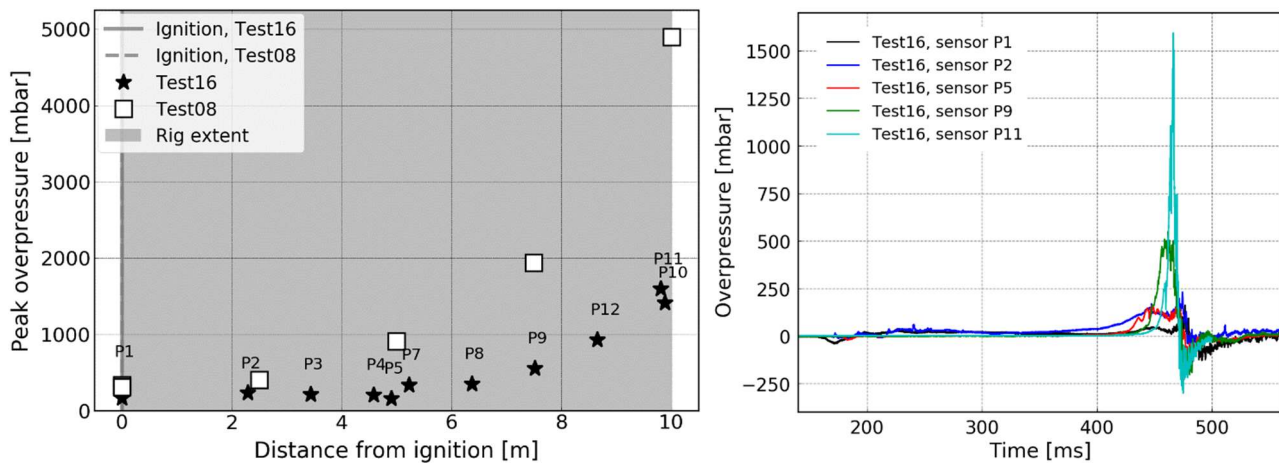 Peak overpressure [mbar]
5000
4000
3000
2000
1000
0
Ignition, Test16
Ignition, Test08
Test16
Test08
Rig extent
P1
P2
P3
P4
P5
P7
P8
P9
P12
P11
P10
0
2
4
6
8
10
Distance from ignition [m]
Overpressure [mbar]
1500
1250
1000
750
500
250
0
−250
Test16, sensor P1
Test16, sensor P2
Test16, sensor P5
Test16, sensor P9
Test16, sensor P11
200
300
400
500
Time [ms]